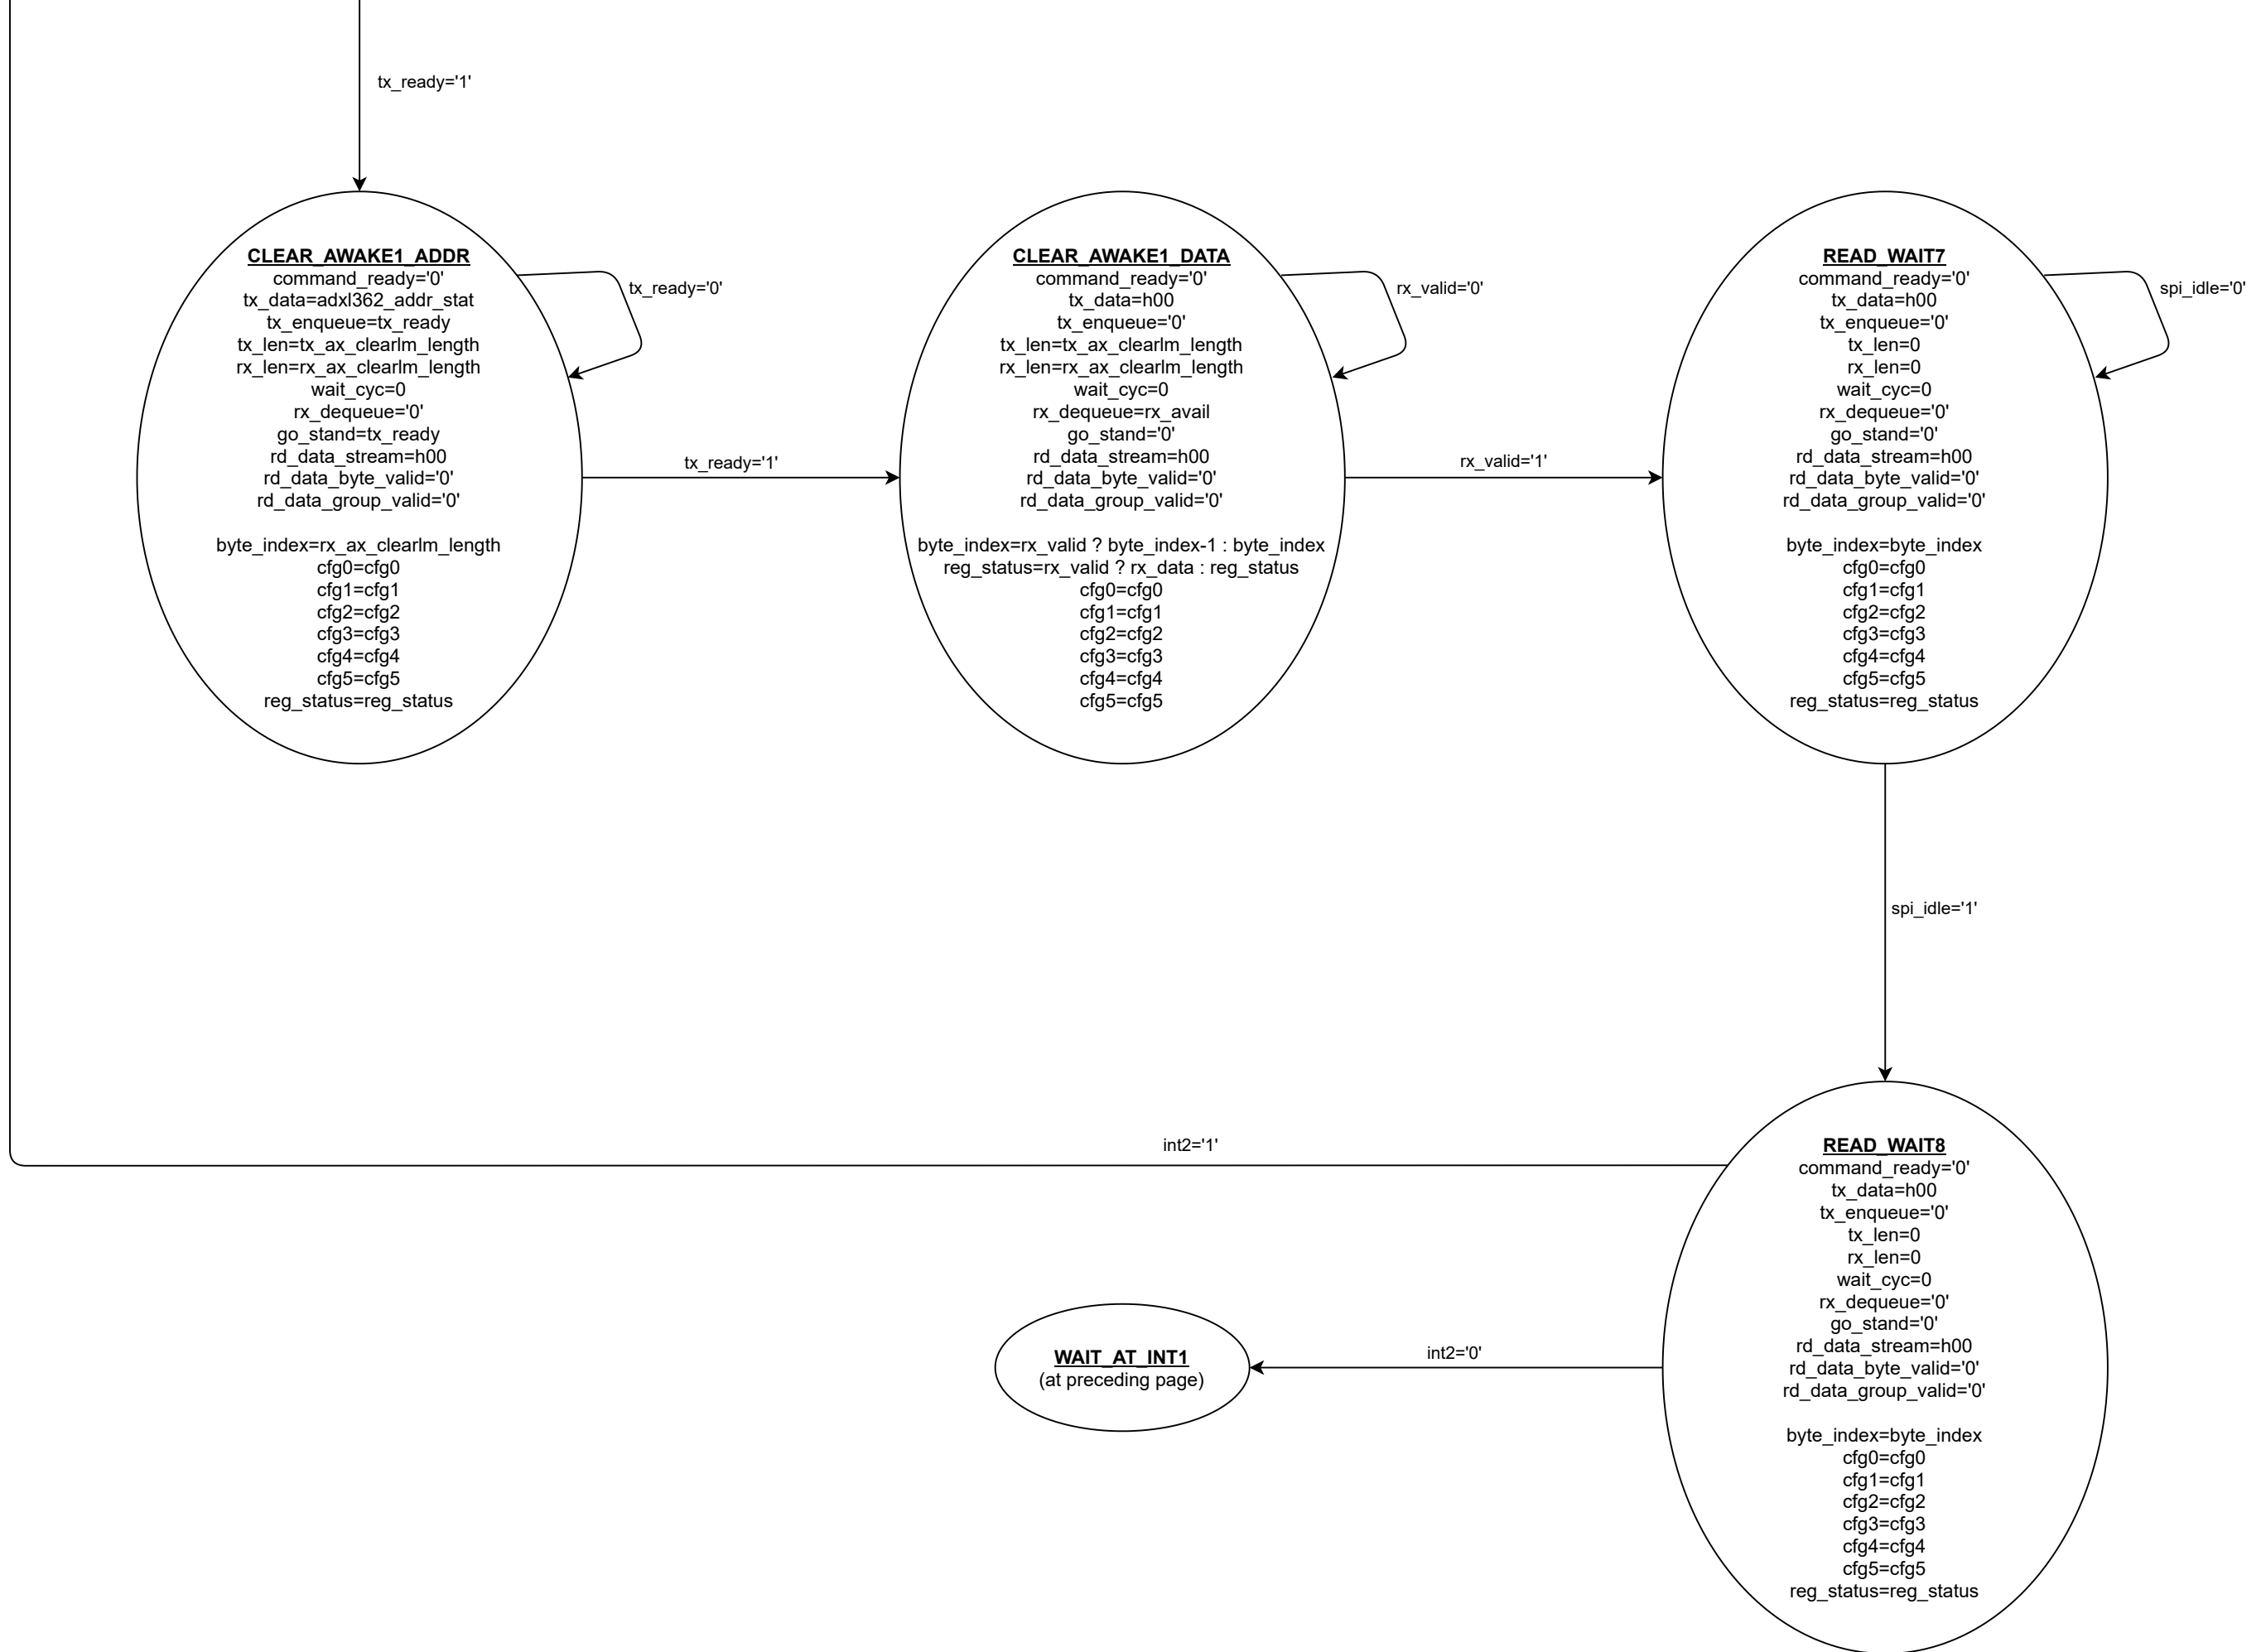 tx_ready='1'
CLEAR_AWAKE1_ADDR
command_ready='0'
tx_data=adxl362_addr_stat
tx_enqueue=tx_ready
tx_len=tx_ax_clearlm_length
rx_len=rx_ax_clearlm_length
wait_cyc=0
rx_dequeue='0'
go_stand=tx_ready
rd_data_stream=h00
rd_data_byte_valid='0'
rd_data_group_valid='0'
byte_index=rx_ax_clearlm_length
cfg0=cfg0
cfg1=cfg1
cfg2=cfg2
cfg3=cfg3
cfg4=cfg4
cfg5=cfg5
reg_status=reg_status
tx_ready='0'
tx_ready='1'
CLEAR_AWAKE1_DATA
command_ready='0'
tx_data=h00
tx_enqueue='0'
tx_len=tx_ax_clearlm_length
rx_len=rx_ax_clearlm_length
wait_cyc=0
rx_dequeue=rx_avail
go_stand='0'
rd_data_stream=h00
rd_data_byte_valid='0'
rd_data_group_valid='0'
byte_index=rx_valid ? byte_index-1 : byte_index
reg_status=rx_valid ? rx_data : reg_status
cfg0=cfg0
cfg1=cfg1
cfg2=cfg2
cfg3=cfg3
cfg4=cfg4
cfg5=cfg5
rx_valid='0'
rx_valid='1'
READ_WAIT7
command_ready='0'
tx_data=h00
tx_enqueue='0'
tx_len=0
rx_len=0
wait_cyc=0
rx_dequeue='0'
go_stand='0'
rd_data_stream=h00
rd_data_byte_valid='0'
rd_data_group_valid='0'
byte_index=byte_index
cfg0=cfg0
cfg1=cfg1
cfg2=cfg2
cfg3=cfg3
cfg4=cfg4
cfg5=cfg5
reg_status=reg_status
spi_idle='0'
spi_idle='1'
int2='1'
READ_WAIT8
command_ready='0'
tx_data=h00
tx_enqueue='0'
tx_len=0
rx_len=0
wait_cyc=0
rx_dequeue='0'
go_stand='0'
rd_data_stream=h00
rd_data_byte_valid='0'
rd_data_group_valid='0'
byte_index=byte_index
cfg0=cfg0
cfg1=cfg1
cfg2=cfg2
cfg3=cfg3
cfg4=cfg4
cfg5=cfg5
reg_status=reg_status
int2='0'
WAIT_AT_INT1
(at preceding page)